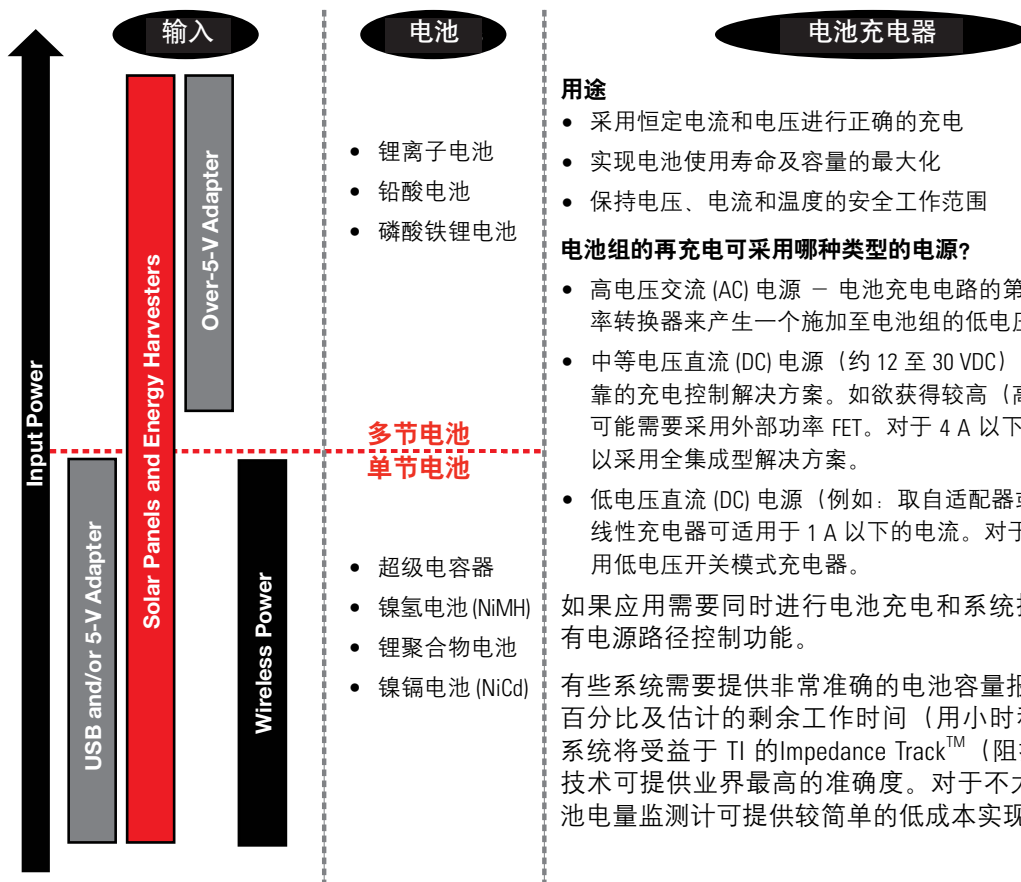 输入
电池
电池充电器
Input Power
Solar Panels and Energy Harvesters
Over-5-V Adapter
USB and/or 5-V Adapter
Wireless Power
• 锂离子电池
• 铅酸电池
• 磷酸铁锂电池
多节电池
单节电池
• 超级电容器
• 镍氢电池 (NiMH)
• 锂聚合物电池
• 镍镉电池 (NiCd)
用途
• 采用恒定电流和电压进行正确的充电
• 实现电池使用寿命及容量的最大化
• 保持电压、电流和温度的安全工作范围
电池组的再充电可采用哪种类型的电源?
• 高电压交流 (AC) 电源 — 电池充电电路的第
率转换器来产生一个施加至电池组的低电压
• 中等电压直流 (DC) 电源（约 12 至 30 VDC）
靠的充电控制解决方案。如欲获得较高（高
可能需要采用外部功率 FET。对于 4 A 以下
以采用全集成型解决方案。
• 低电压直流 (DC) 电源（例如：取自适配器或
线性充电器可适用于 1 A 以下的电流。对于
用低电压开关模式充电器。
如果应用需要同时进行电池充电和系统
有电源路径控制功能。
有些系统需要提供非常准确的电池容量报
百分比及估计的剩余工作时间（用小时和
系统将受益于 TI 的Impedance Track™（阻
技术可提供业界最高的准确度。对于不太
池电量监测计可提供较简单的低成本实现